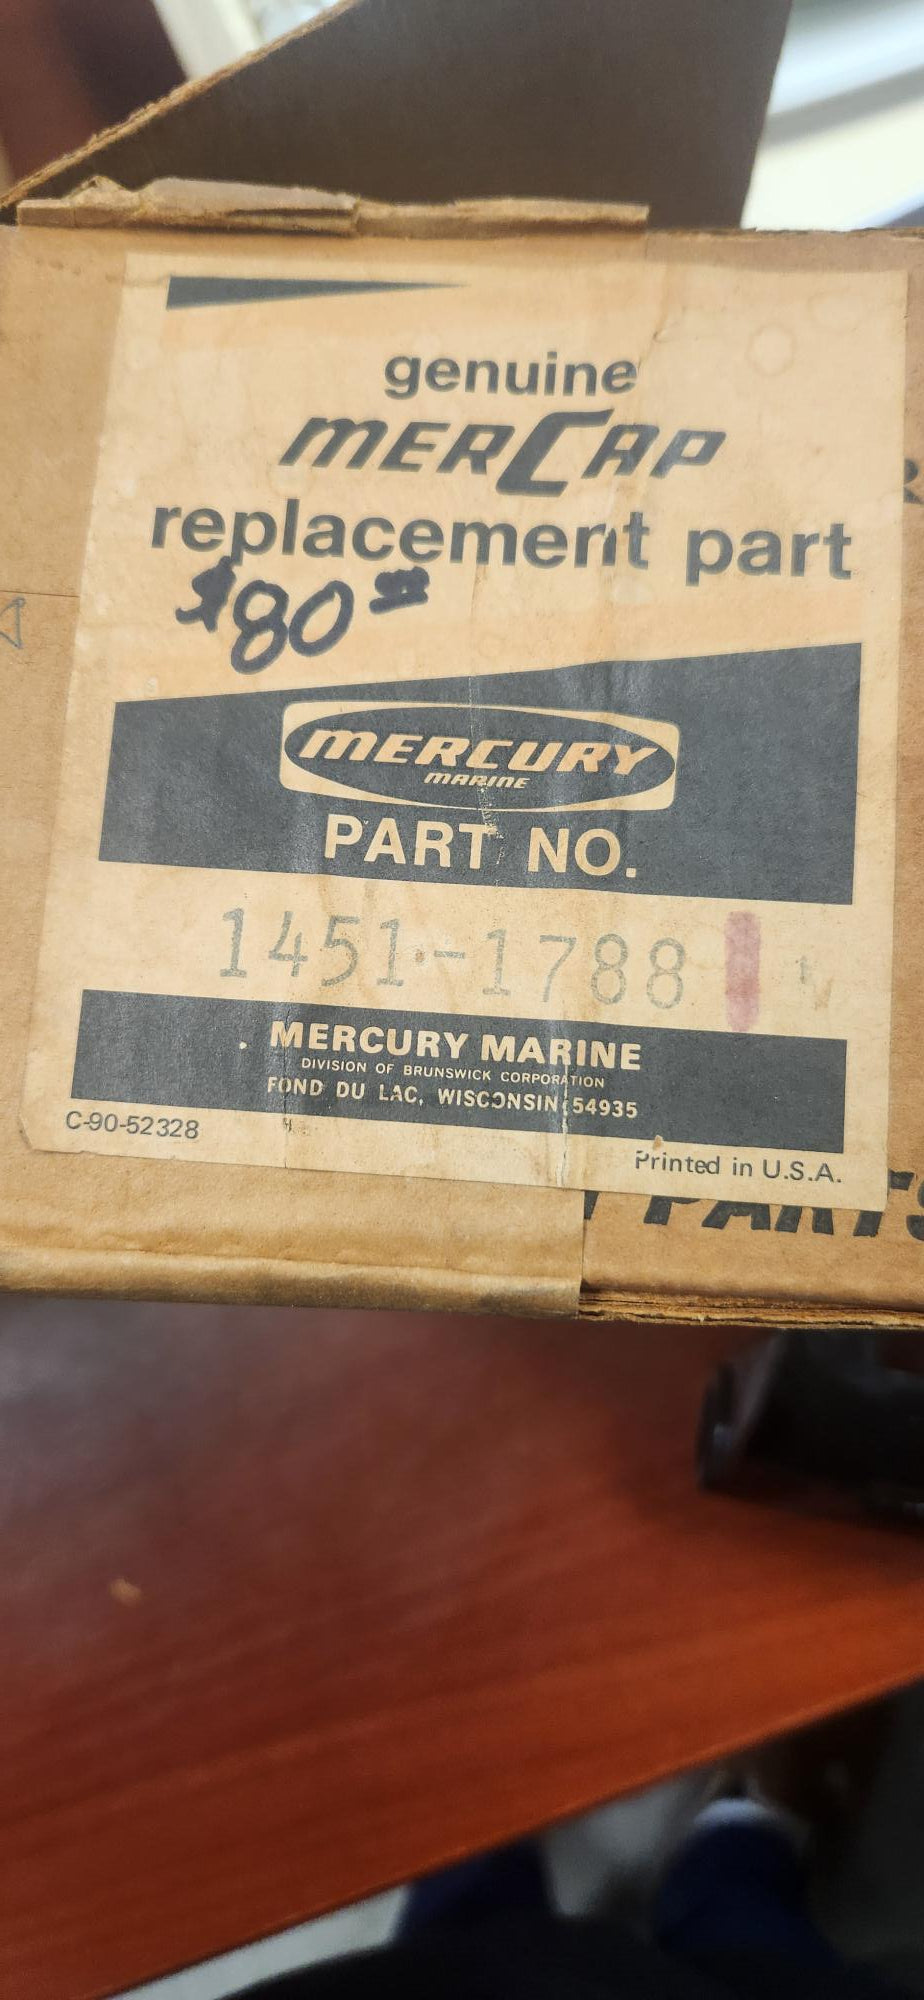 genuine
MERCAP
replacement part
$80
MERCURY
MARINE
PART NO.
1451-1788
MERCURY MARINE
DIVISION OF BRUNSWICK CORPORATION
FOND DU LAC, WISCONSIN 54935
C-90-52328
Printed in U.S.A.
PARTS